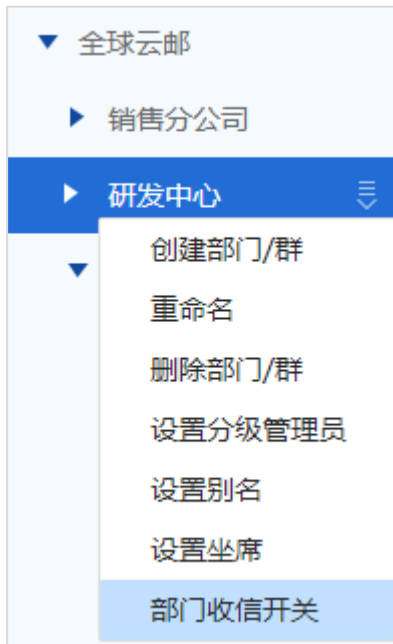 全球云邮
销售分公司
研发中心
创建部门/群
重命名
删除部门/群
设置分级管理员
设置别名
设置坐席
部门收信开关